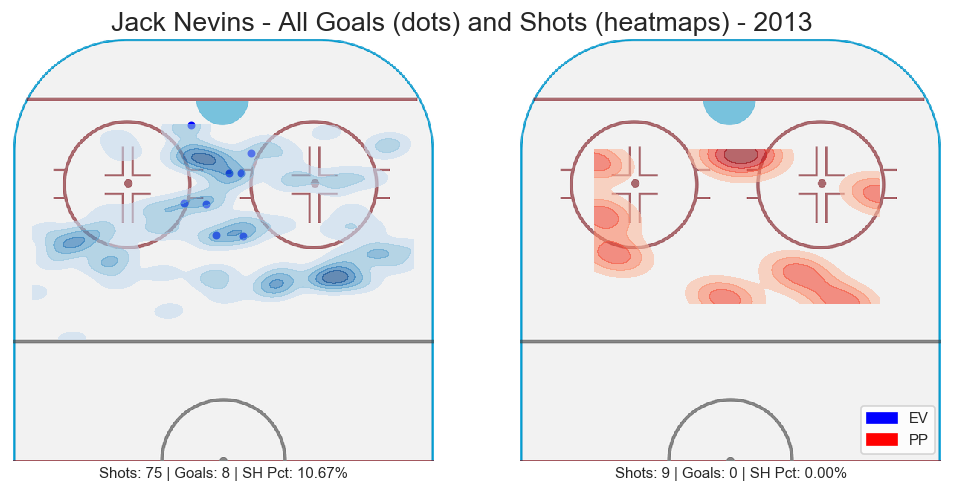 Jack Nevins - All Goals (dots) and Shots (heatmaps) - 2013
EV
PP
Shots: 75 | Goals: 8 | SH Pct: 10.67%
Shots: 9 | Goals: 0 | SH Pct: 0.00%